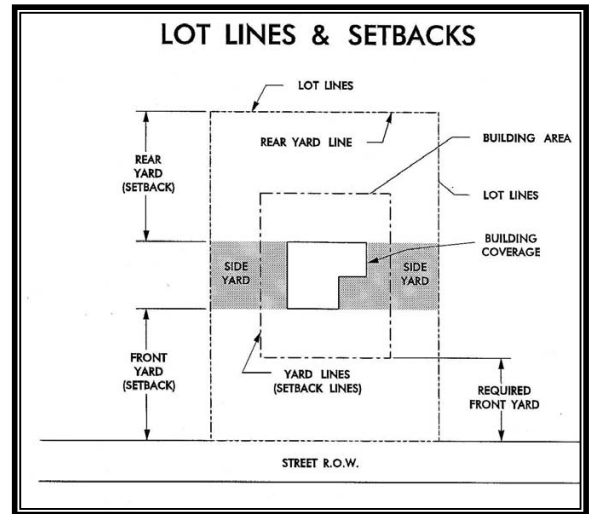 LOT LINES & SETBACKS
LOT LINES
REAR YARD LINE
BUILDING AREA
REAR
YARD
(SETBACK)
LOT LINES
BUILDING
COVERAGE
SIDE
YARD
SIDE
YARD
FRONT
YARD
(SETBACK)
YARD LINES
(SETBACK LINES)
REQUIRED
FRONT YARD
STREET R.O.W.